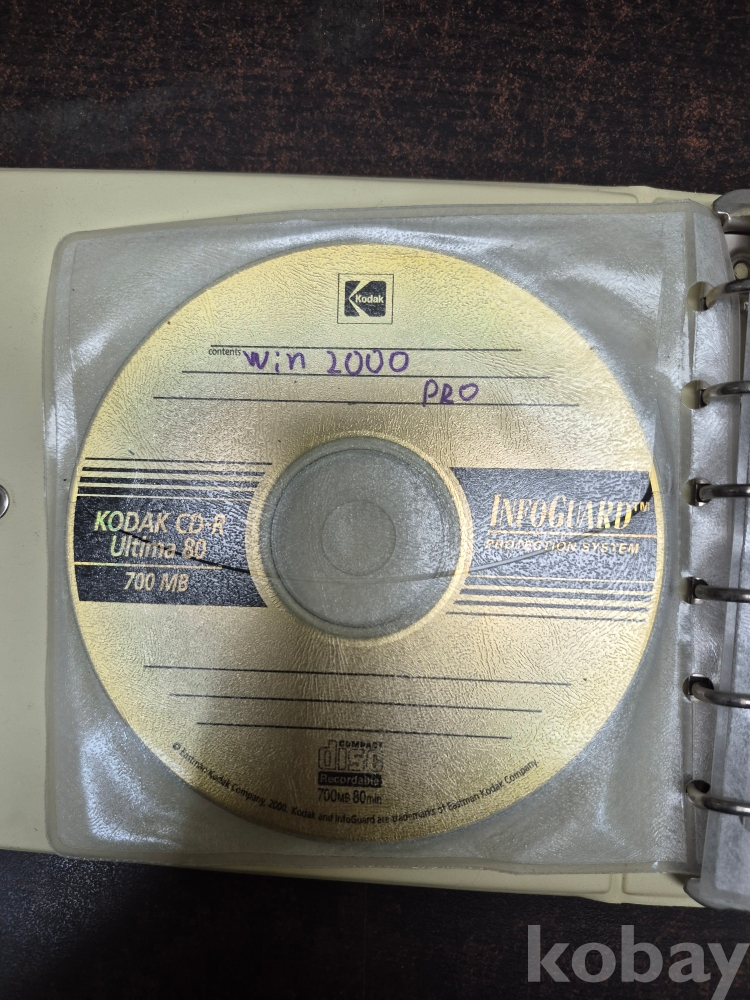 Kodak
contents Win 2000
PRO
KODAK CD-R
Ultima 80
700 MB
INFOGUARD™
PROTECTION SYSTEM
COMPACT
disc
Recordable
700MB 80min
© Eastman Kodak Company, 2000. Kodak and InfoGuard are trademarks of Eastman Kodak Company.
kobay